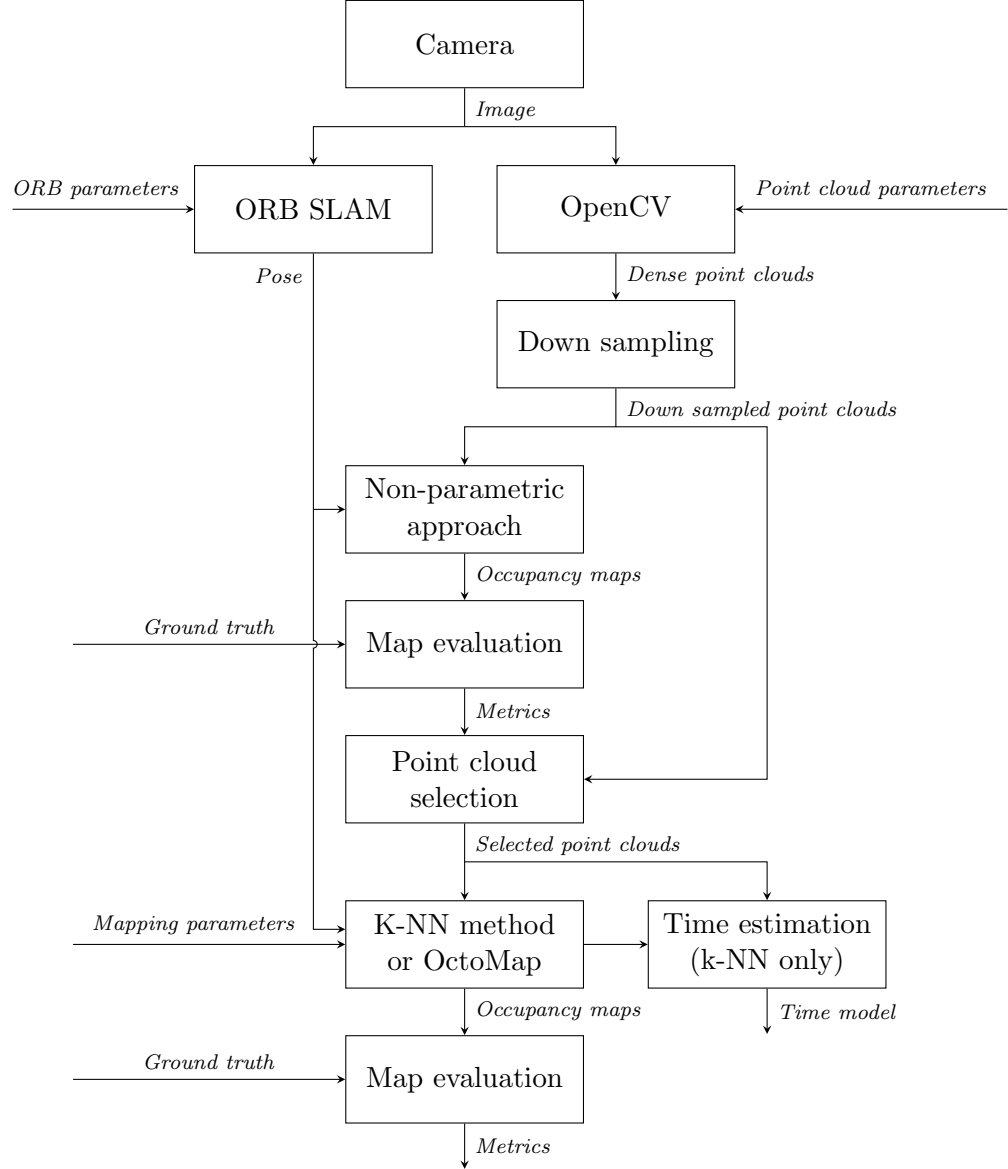 Camera
Image
ORB parameters
ORB SLAM
OpenCV
Point cloud parameters
Pose
Dense point clouds
Down sampling
Down sampled point clouds
Non-parametric
approach
Occupancy maps
Ground truth
Map evaluation
Metrics
Point cloud
selection
Selected point clouds
Mapping parameters
K-NN method
or OctoMap
Time estimation
(k-NN only)
Occupancy maps
Time model
Ground truth
Map evaluation
Metrics